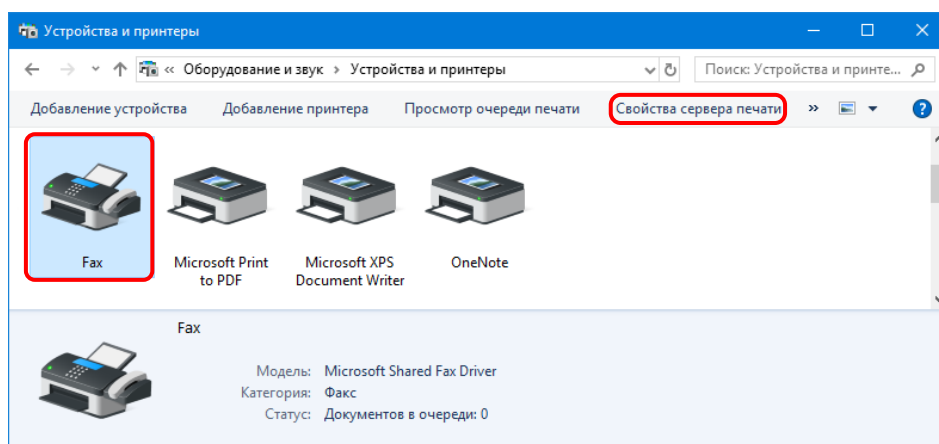 Устройства и принтеры
« Оборудование и звук › Устройства и принтеры
Поиск: Устройства и принте...
Добавление устройства Добавление принтера Просмотр очереди печати Свойства сервера печати »
Fax
Microsoft Print to PDF
Microsoft XPS Document Writer
OneNote
Fax
Модель: Microsoft Shared Fax Driver
Категория: Факс
Статус: Документов в очереди: 0